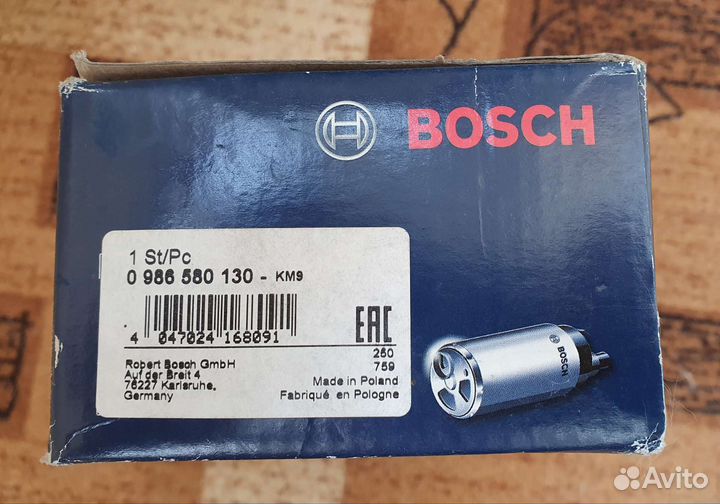 BOSCH
1 St/Pc
0 986 580 130 - KM9
4 047024 168091
EAC
250
759
Robert Bosch GmbH
Auf der Breit 4
76227 Karlsruhe,
Germany
Made in Poland
Fabriqué en Pologne
BOSCH
Avito